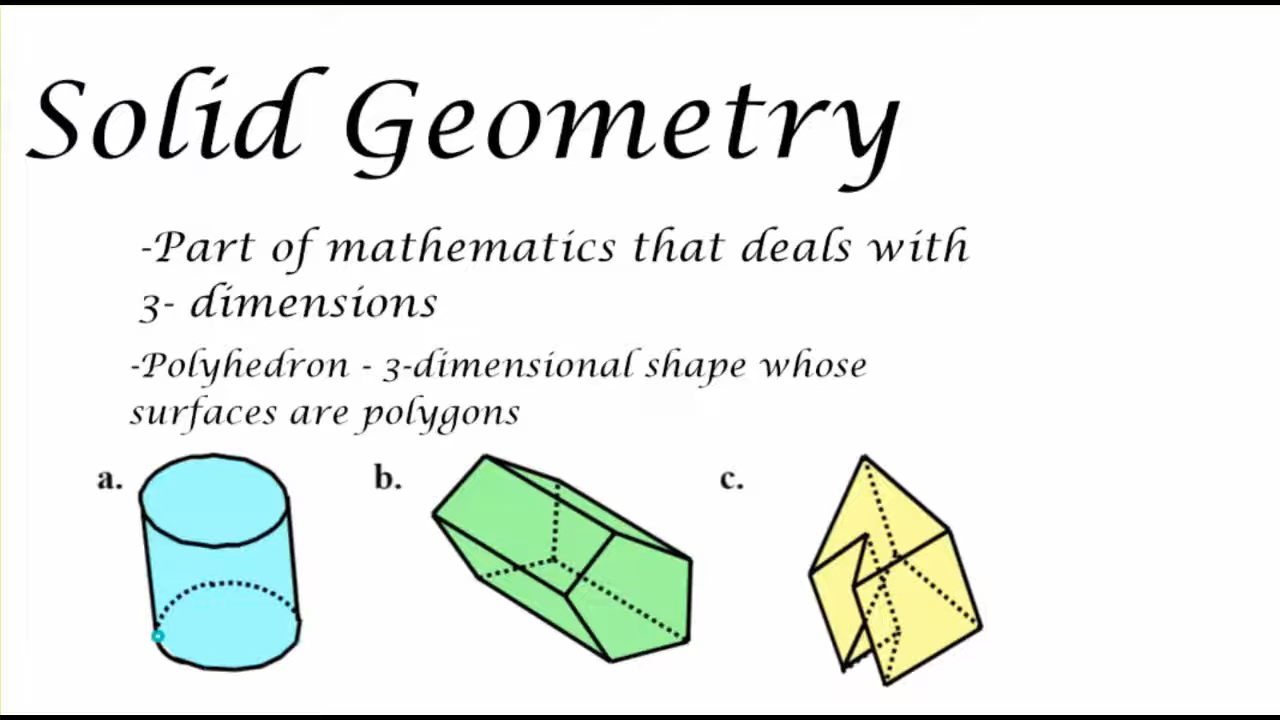 Solid Geometry
-Part of mathematics that deals with
3- dimensions
-Polyhedron - 3-dimensional shape whose
surfaces are polygons
a. b. c.